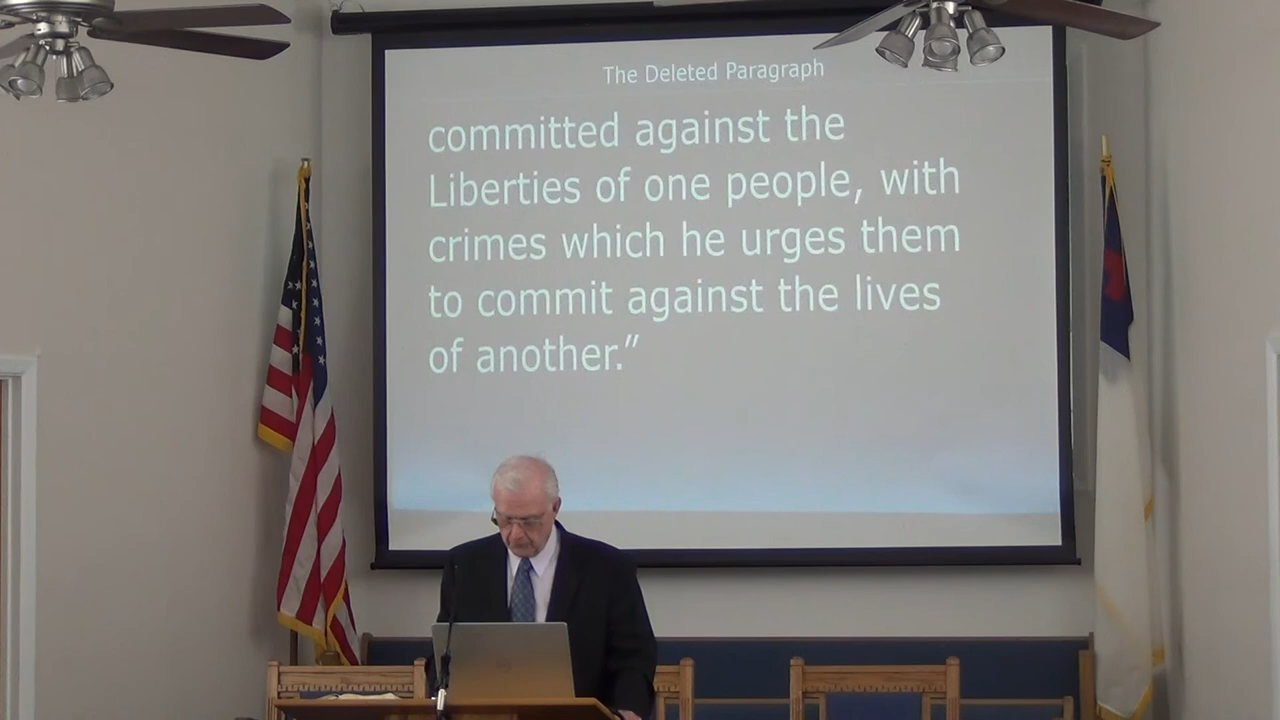 The Deleted Paragraph
committed against the
Liberties of one people, with
crimes which he urges them
to commit against the lives
of another.”